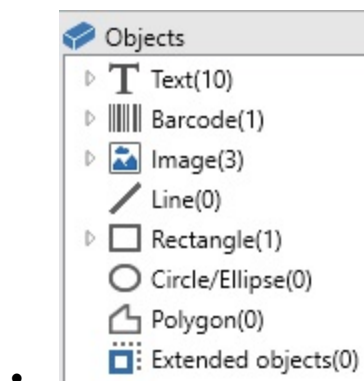 Objects
Text(10)
Barcode(1)
Image(3)
Line(0)
Rectangle(1)
Circle/Ellipse(0)
Polygon(0)
Extended objects(0)